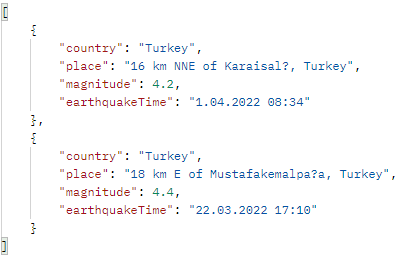 [
{
"country": "Turkey",
"place": "16 km NNE of Karaisal?, Turkey",
"magnitude": 4.2,
"earthquakeTime": "1.04.2022 08:34"
},
{
"country": "Turkey",
"place": "18 km E of Mustafakemalpa?a, Turkey",
"magnitude": 4.4,
"earthquakeTime": "22.03.2022 17:10"
}
]